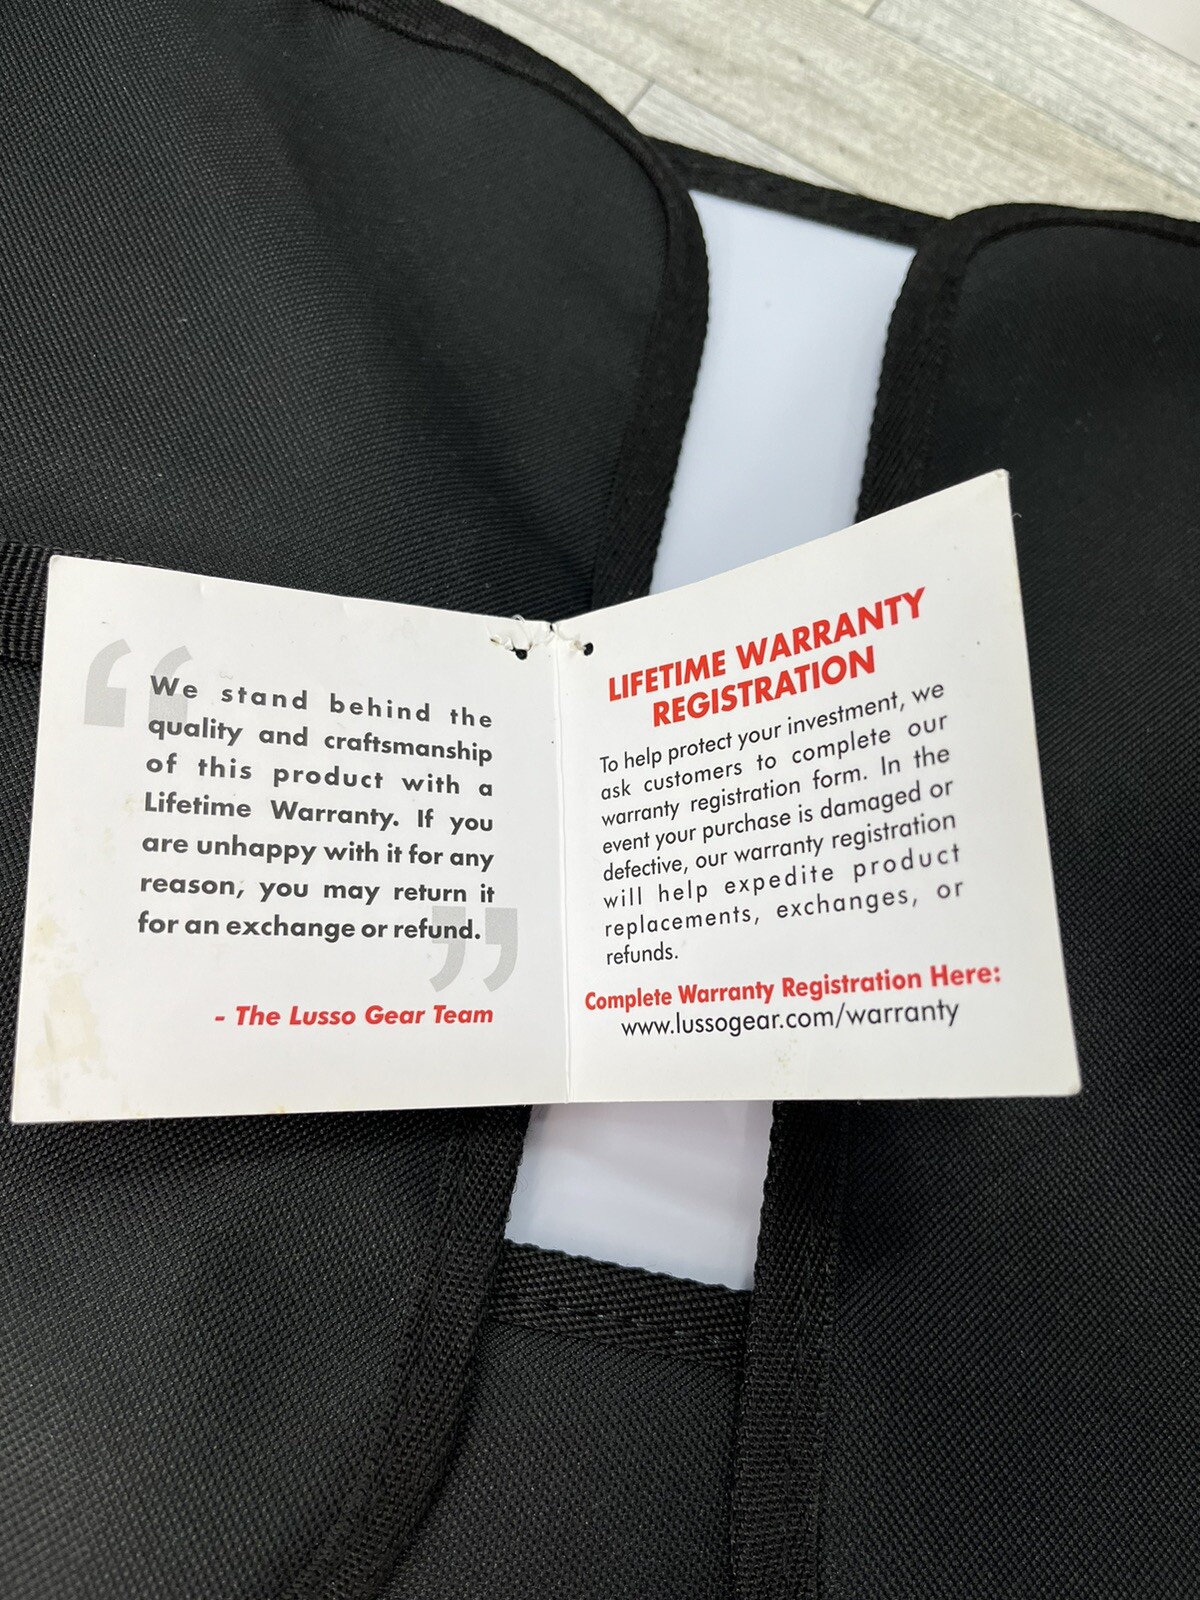 We stand behind the
quality and craftsmanship
of this product with a
Lifetime Warranty. If you
are unhappy with it for any
reason, you may return it
for an exchange or refund.
- The Lusso Gear Team
LIFETIME WARRANTY
REGISTRATION
To help protect your investment, we
ask customers to complete our
warranty registration form. In the
event your purchase is damaged or
defective, our warranty registration
will help expedite product
replacements, exchanges, or
refunds.
Complete Warranty Registration Here:
www.lussogear.com/warranty